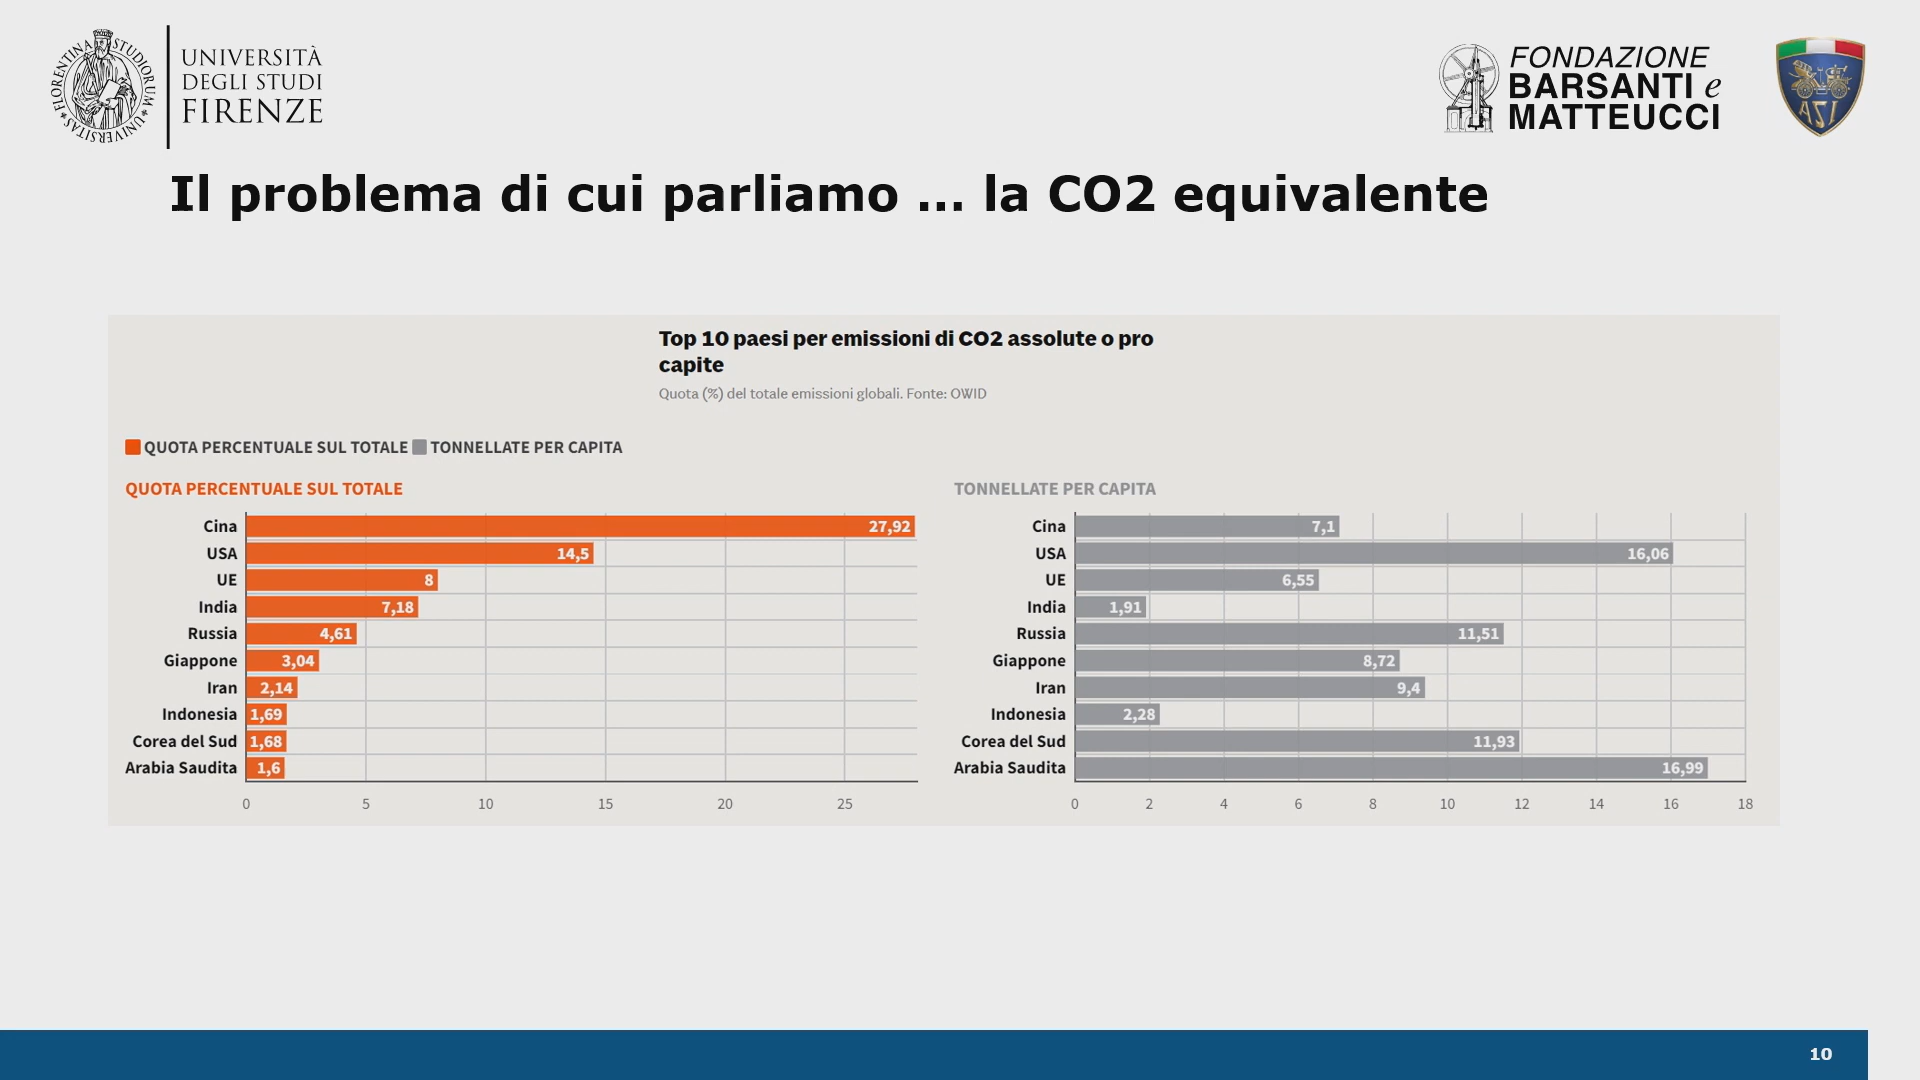 FLORENTINA STUDIORUM UNIVERSITAS
UNIVERSITÀ
DEGLI STUDI
FIRENZE
FONDAZIONE
BARSANTI e
MATTEUCCI
ASI
Il problema di cui parliamo … la CO2 equivalente
Top 10 paesi per emissioni di CO2 assolute o pro
capite
Quota (%) del totale emissioni globali. Fonte: OWID
QUOTA PERCENTUALE SUL TOTALE TONNELLATE PER CAPITA
QUOTA PERCENTUALE SUL TOTALE
Cina 27,92
USA 14,5
UE 8
India 7,18
Russia 4,61
Giappone 3,04
Iran 2,14
Indonesia 1,69
Corea del Sud 1,68
Arabia Saudita 1,6
0 5 10 15 20 25
TONNELLATE PER CAPITA
Cina 7,1
USA 16,06
UE 6,55
India 1,91
Russia 11,51
Giappone 8,72
Iran 9,4
Indonesia 2,28
Corea del Sud 11,93
Arabia Saudita 16,99
0 2 4 6 8 10 12 14 16 18
10